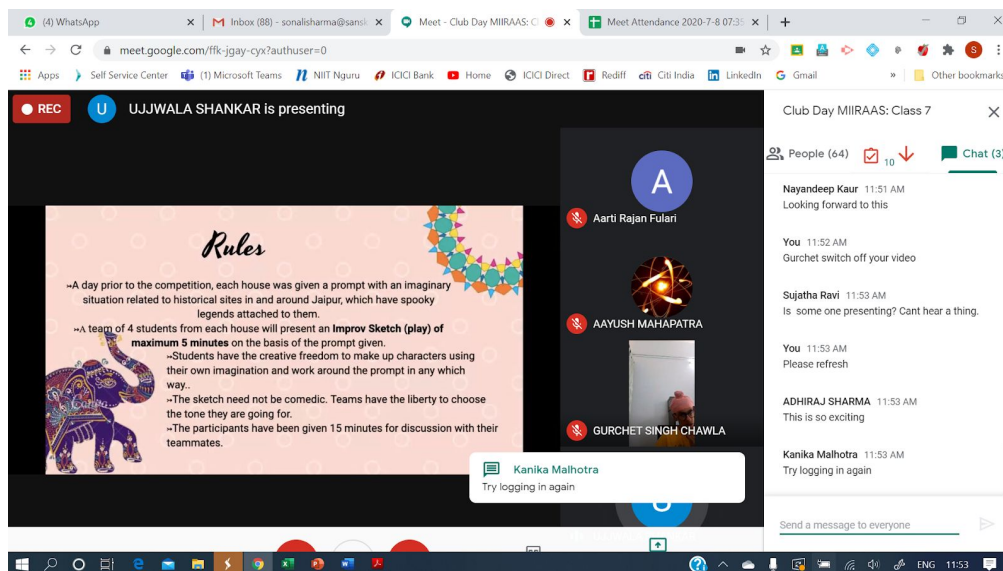 (4) WhatsApp
Inbox (88) - sonalisharma@sansk
Meet - Club Day MIIRAAS: Cl
Meet Attendance 2020-7-8 07:35
meet.google.com/ffk-jgay-cyx?authuser=0
Apps
Self Service Center
(1) Microsoft Teams
NIIT Nguru
ICICI Bank
Home
ICICI Direct
Rediff
citi
Citi India
LinkedIn
Gmail
»
Other bookmarks
S
REC
U
UJJWALA SHANKAR is presenting
Rules
➳A day prior to the competition, each house was given a prompt with an imaginary
situation related to historical sites in and around Jaipur, which have spooky
legends attached to them.
➳A team of 4 students from each house will present an Improv Sketch (play) of
maximum 5 minutes on the basis of the prompt given.
➳Students have the creative freedom to make up characters using
their own imagination and work around the prompt in any which
way..
➳The sketch need not be comedic. Teams have the liberty to choose
the tone they are going for.
➳The participants have been given 15 minutes for discussion with their
teammates.
A
Aarti Rajan Fulari
AAYUSH MAHAPATRA
GURCHET SINGH CHAWLA
Kanika Malhotra
Try logging in again
Club Day MIIRAAS: Class 7
People (64)
10
Chat (3)
Nayandeep Kaur 11:51 AM
Looking forward to this
You 11:52 AM
Gurchet switch off your video
Sujatha Ravi 11:53 AM
Is some one presenting? Cant hear a thing.
You 11:53 AM
Please refresh
ADHIRAJ SHARMA 11:53 AM
This is so exciting
Kanika Malhotra 11:53 AM
Try logging in again
Send a message to everyone
ENG 11:53